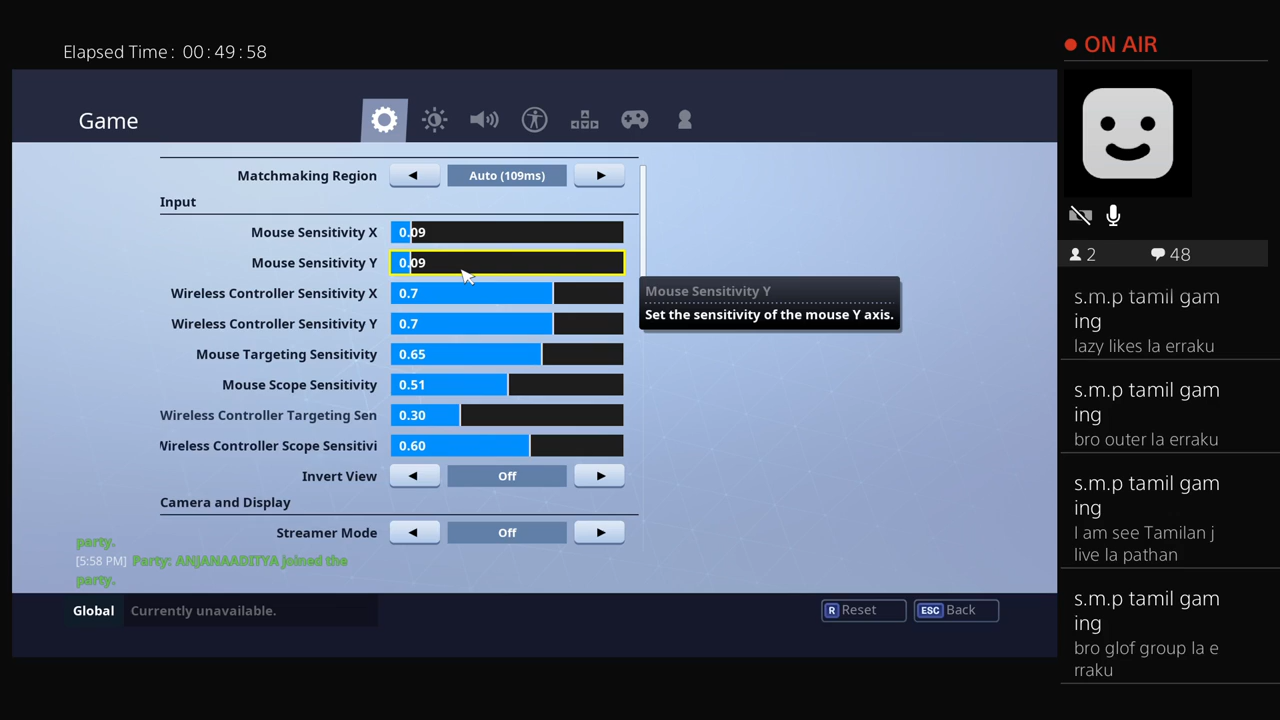 Elapsed Time: 00:49:58
ON AIR
Game
Matchmaking Region Auto (109ms)
Input
Mouse Sensitivity X 0.09
Mouse Sensitivity Y 0.09
Wireless Controller Sensitivity X 0.7
Wireless Controller Sensitivity Y 0.7
Mouse Targeting Sensitivity 0.65
Mouse Scope Sensitivity 0.51
Wireless Controller Targeting Sen 0.30
Wireless Controller Scope Sensitivi 0.60
Invert View Off
Camera and Display
Streamer Mode Off
Mouse Sensitivity Y
Set the sensitivity of the mouse Y axis.
party.
[5:58 PM] Party: ANJANAADITYA joined the
party.
Global Currently unavailable.
R Reset
ESC Back
2 48
s.m.p tamil gam
ing
lazy likes la erraku
s.m.p tamil gam
ing
bro outer la erraku
s.m.p tamil gam
ing
I am see Tamilan j
live la pathan
s.m.p tamil gam
ing
bro glof group la e
rraku